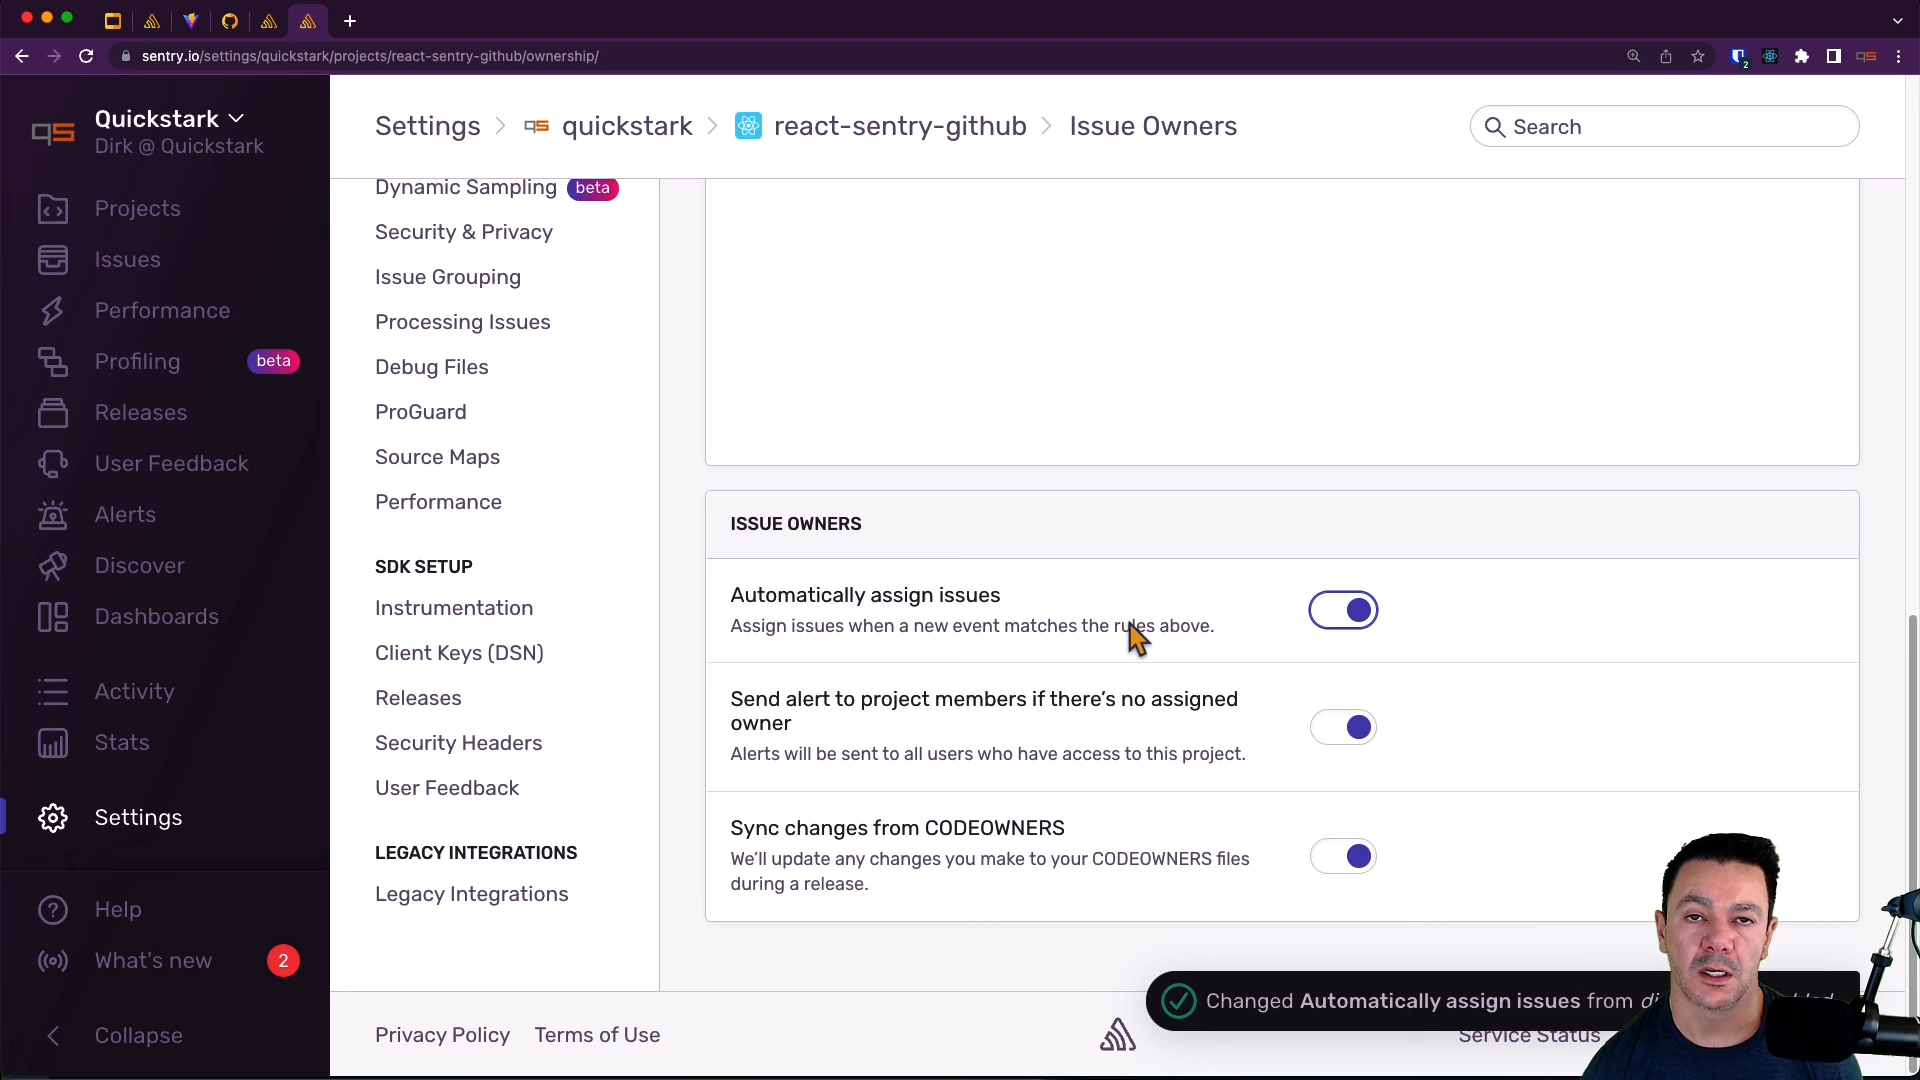 sentry.io/settings/quickstark/projects/react-sentry-github/ownership/
2
Quickstark
Dirk @ Quickstark
Projects
Issues
Performance
Profiling
beta
Releases
User Feedback
Alerts
Discover
Dashboards
Activity
Stats
Settings
Help
What's new
2
Collapse
Settings
quickstark
react-sentry-github
Issue Owners
Search
Dynamic Sampling
beta
Security & Privacy
Issue Grouping
Processing Issues
Debug Files
ProGuard
Source Maps
Performance
SDK SETUP
Instrumentation
Client Keys (DSN)
Releases
Security Headers
User Feedback
LEGACY INTEGRATIONS
Legacy Integrations
ISSUE OWNERS
Automatically assign issues
Assign issues when a new event matches the rules above.
Send alert to project members if there's no assigned
owner
Alerts will be sent to all users who have access to this project.
Sync changes from CODEOWNERS
We'll update any changes you make to your CODEOWNERS files
during a release.
Changed Automatically assign issues from
Privacy Policy
Terms of Use
Service Status